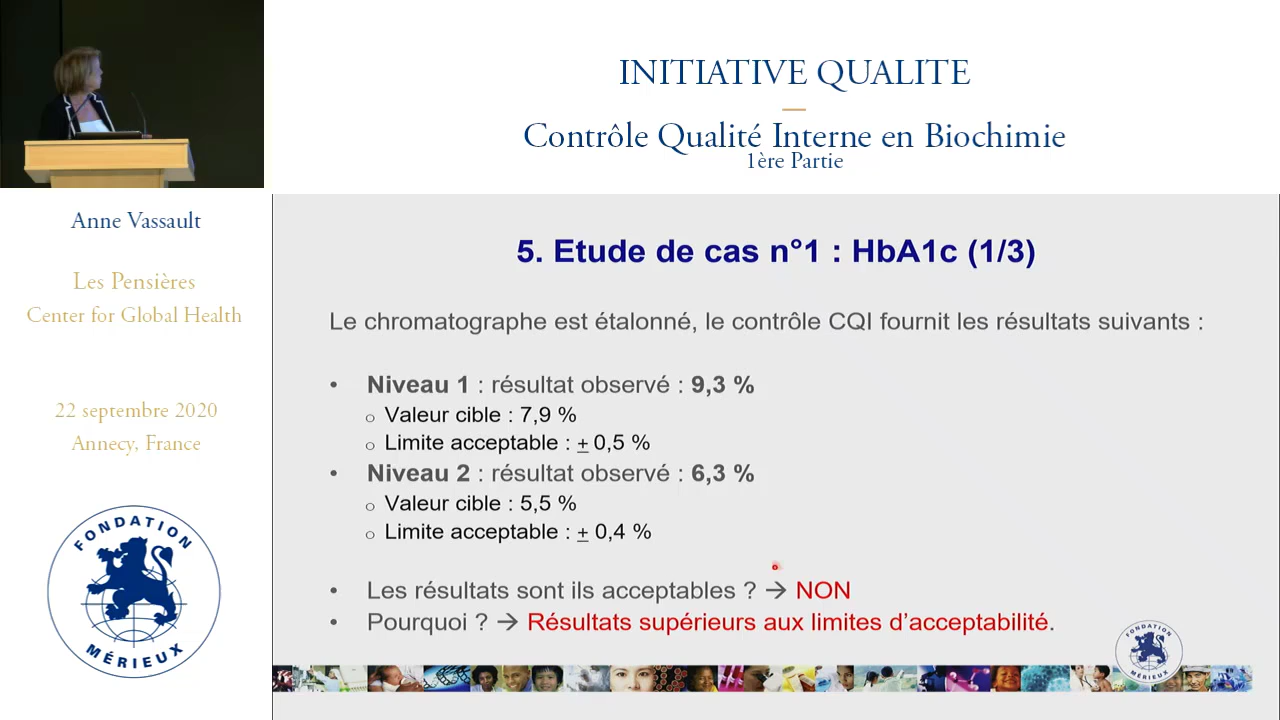 INITIATIVE QUALITE
Contrôle Qualité Interne en Biochimie
1ère Partie
Anne Vassault
Les Pensières
Center for Global Health
22 septembre 2020
Annecy, France
FONDATION
MÉRIEUX
5. Etude de cas n°1 : HbA1c (1/3)
Le chromatographe est étalonné, le contrôle CQI fournit les résultats suivants :
• Niveau 1 : résultat observé : 9,3 %
o Valeur cible : 7,9 %
o Limite acceptable : ± 0,5 %
• Niveau 2 : résultat observé : 6,3 %
o Valeur cible : 5,5 %
o Limite acceptable : ± 0,4 %
• Les résultats sont ils acceptables ? → NON
• Pourquoi ? → Résultats supérieurs aux limites d’acceptabilité.
FONDATION
MÉRIEUX